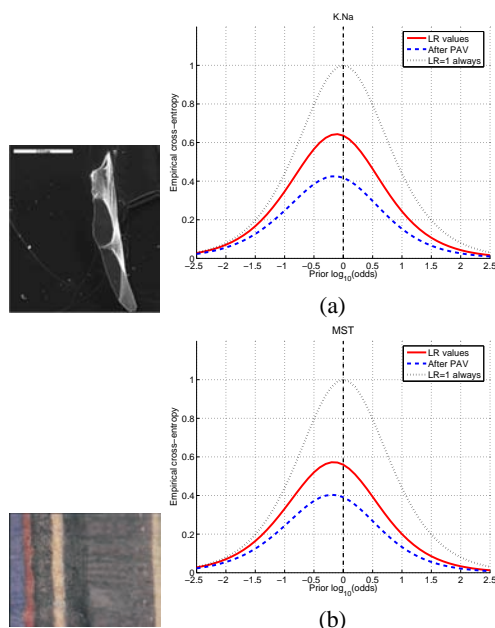 K.Na
Empirical cross−entropy
1
0.8
0.6
0.4
0.2
0
LR values
After PAV
LR=1 always
−2.5 −2 −1.5 −1 −0.5 0 0.5 1 1.5 2 2.5
Prior log10(odds)
(a)
MST
Empirical cross−entropy
1
0.8
0.6
0.4
0.2
0
LR values
After PAV
LR=1 always
−2.5 −2 −1.5 −1 −0.5 0 0.5 1 1.5 2 2.5
Prior log10(odds)
(b)